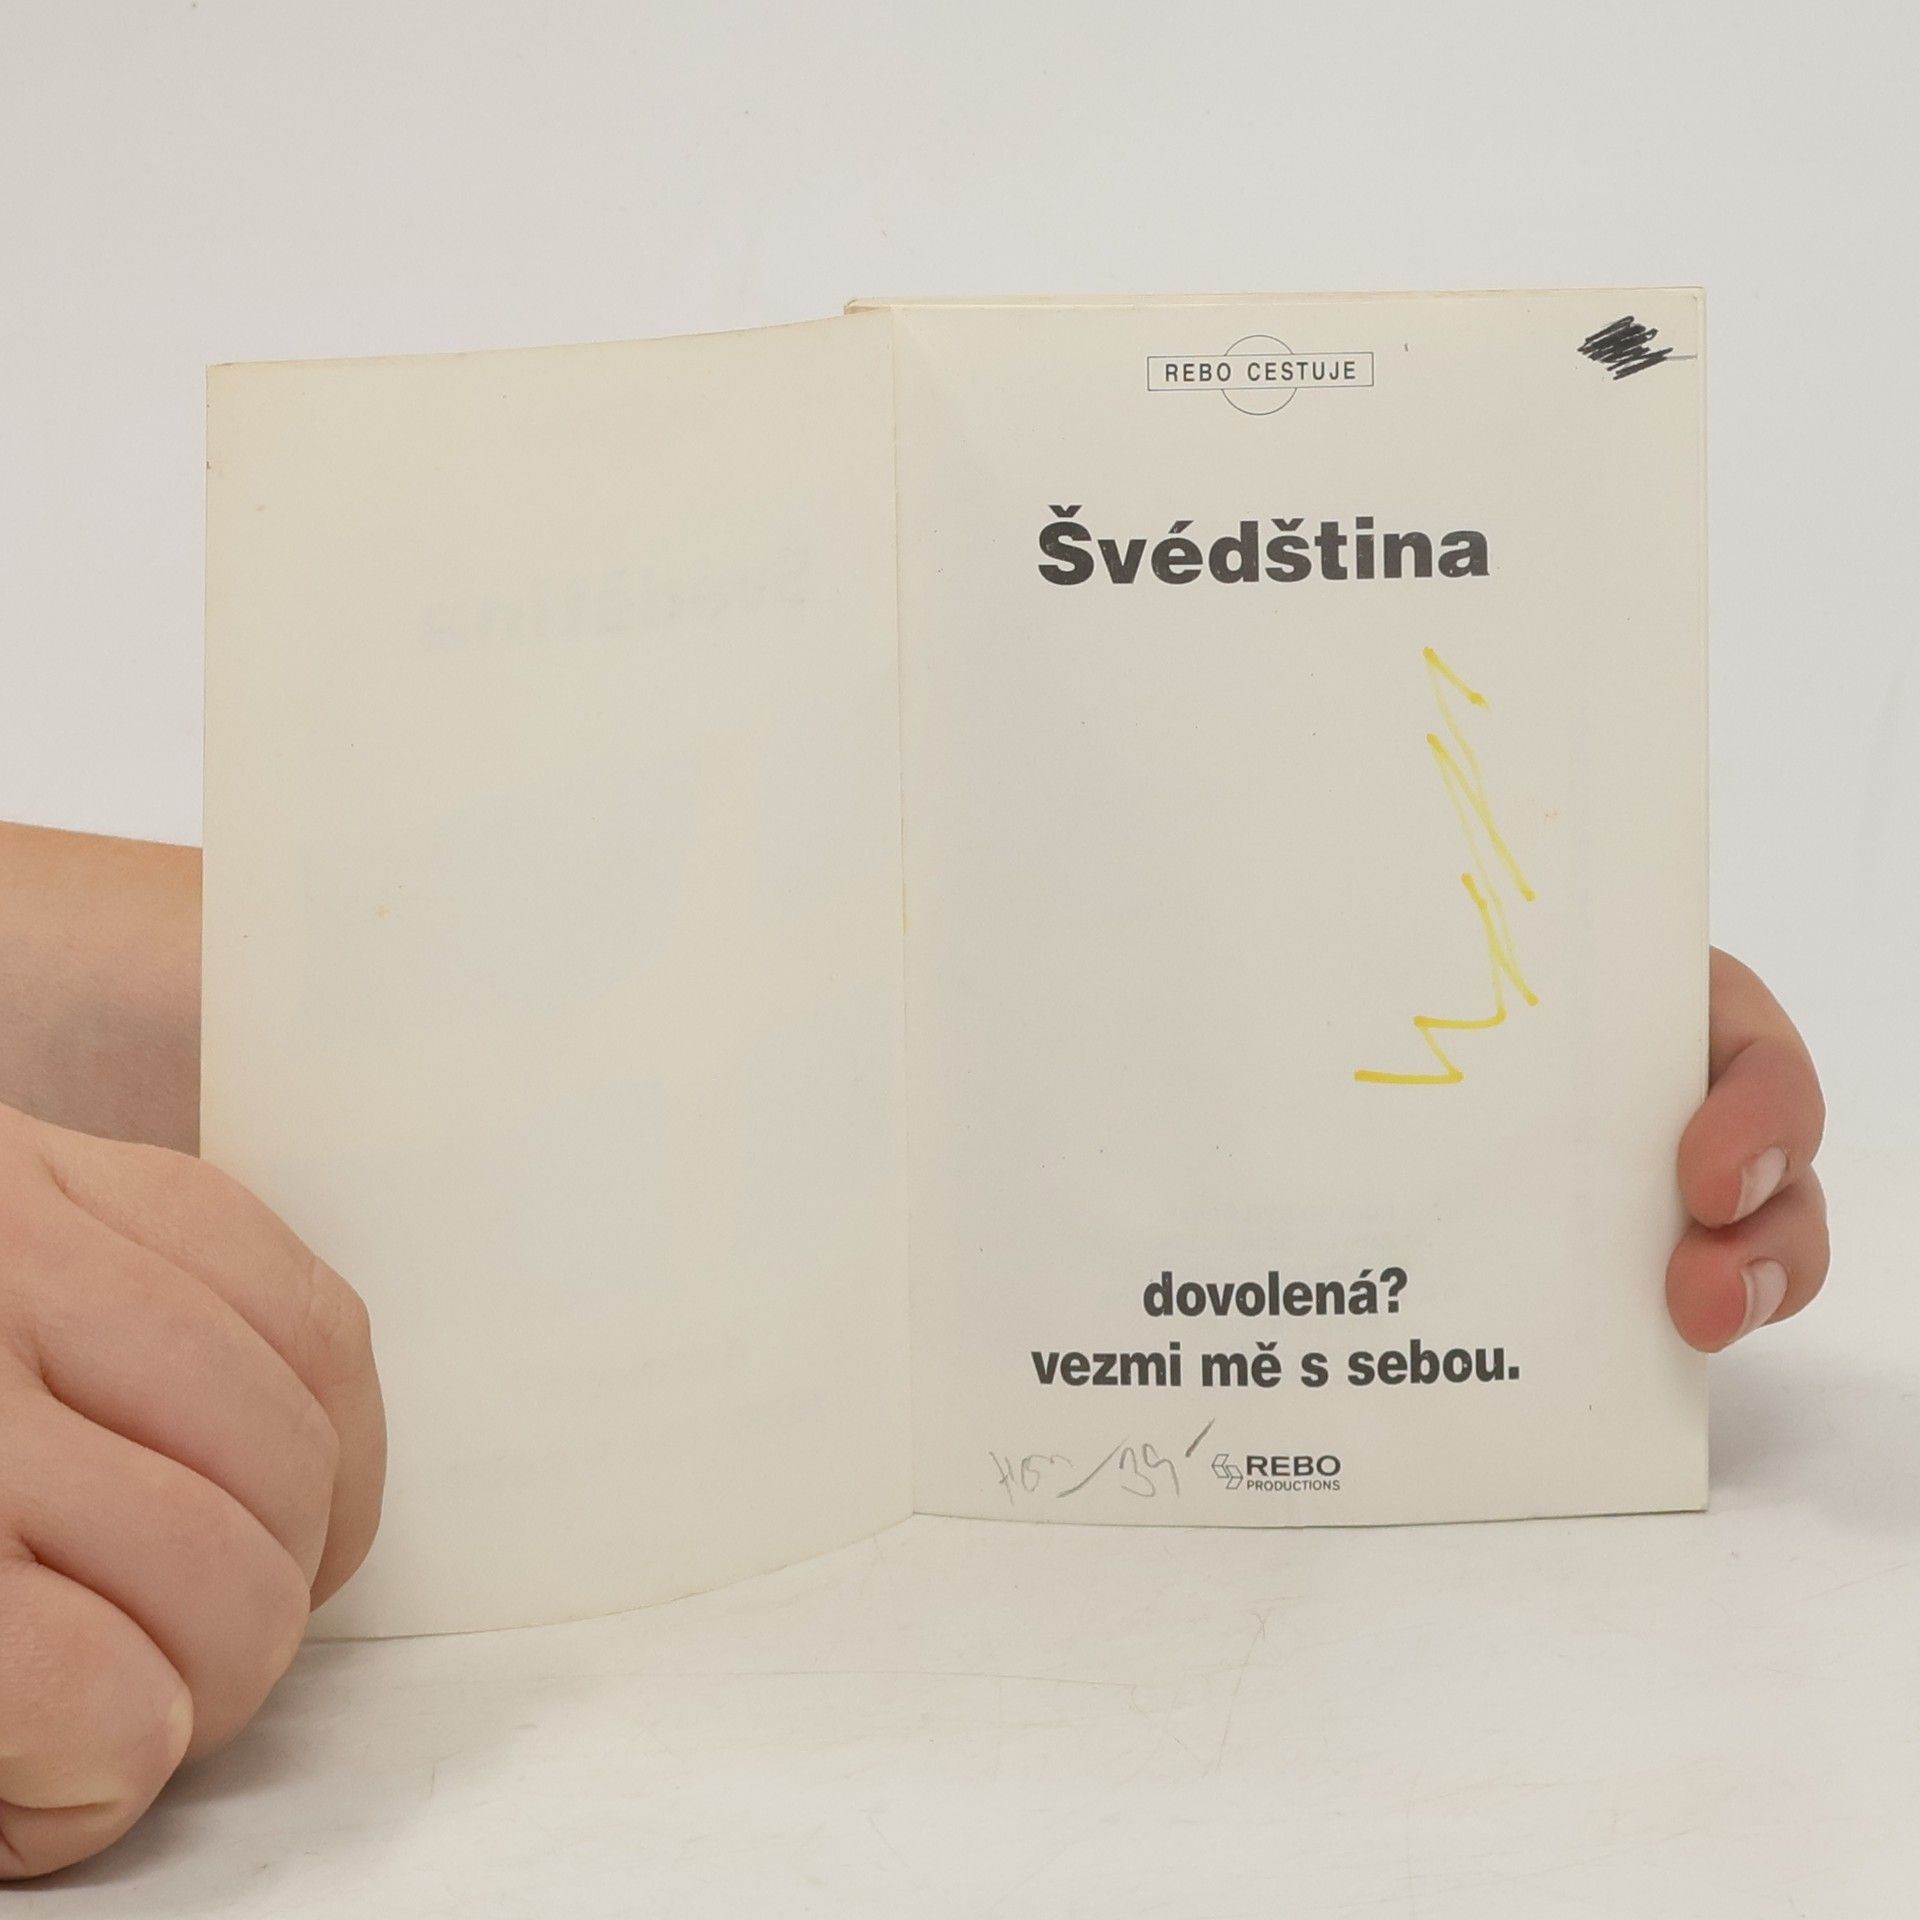 REBO CESTUJE
Švédština
dovolená?
vezmi mě s sebou.
REBO
PRODUCTIONS